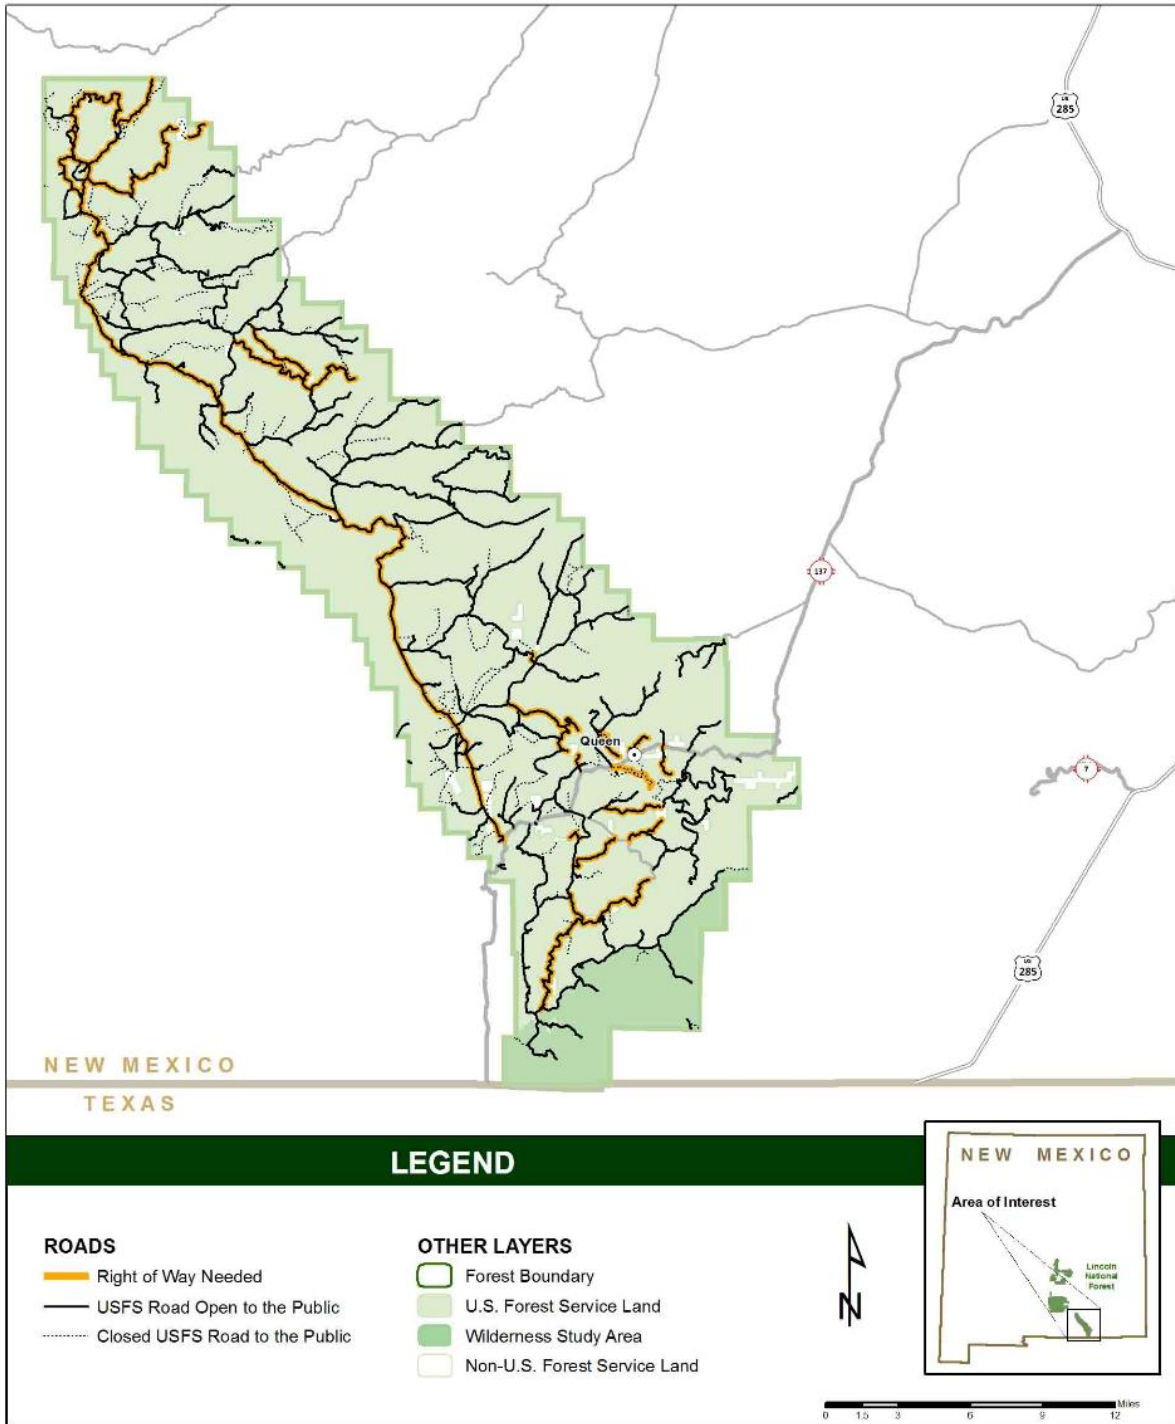 US
285
137
Queen
7
US
285
NEW MEXICO
TEXAS
LEGEND
ROADS
Right of Way Needed
USFS Road Open to the Public
Closed USFS Road to the Public
OTHER LAYERS
Forest Boundary
U.S. Forest Service Land
Wilderness Study Area
Non-U.S. Forest Service Land
N
NEW MEXICO
Area of Interest
Lincoln
National
Forest
Miles
0 1.5 3 6 9 12